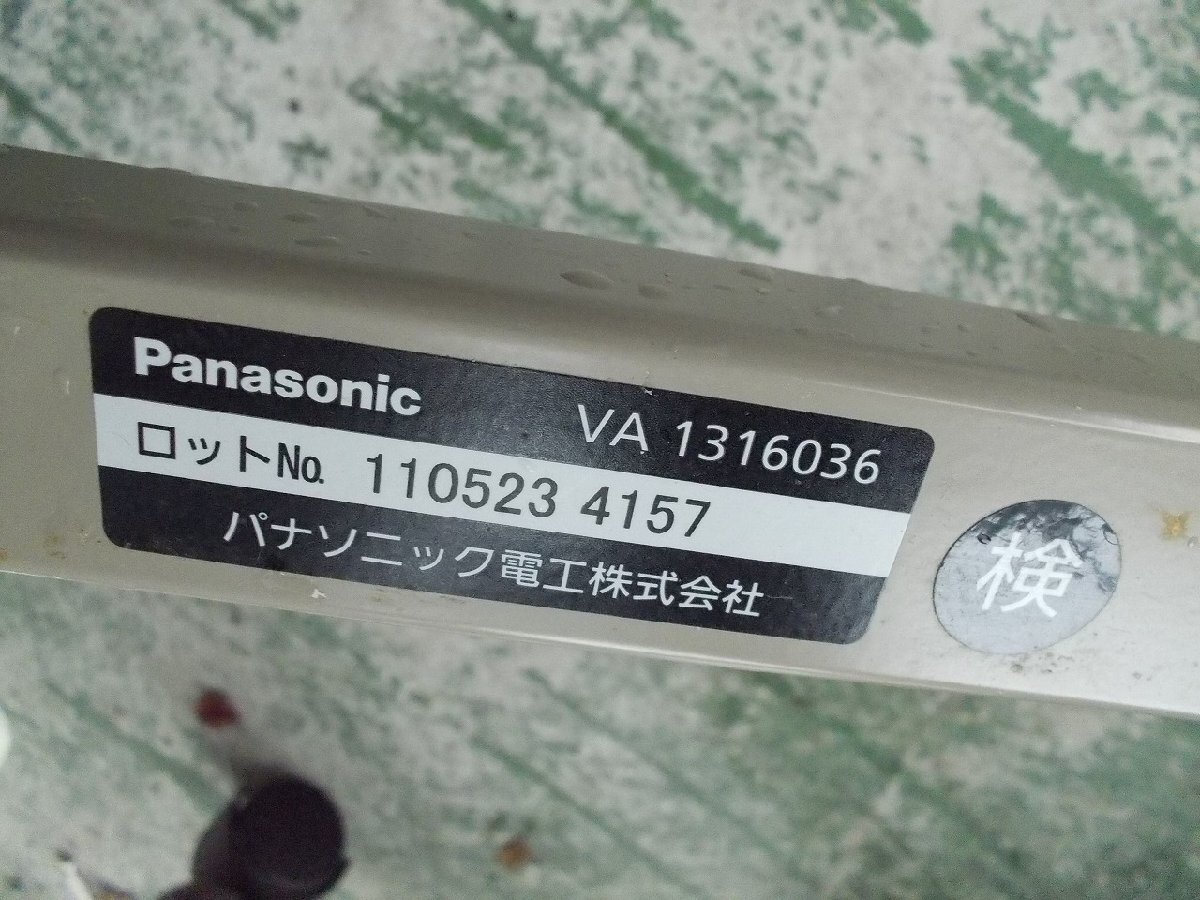 Panasonic VA 1316036
ロット№ 110523 4157
パナソニック電工株式会社
検